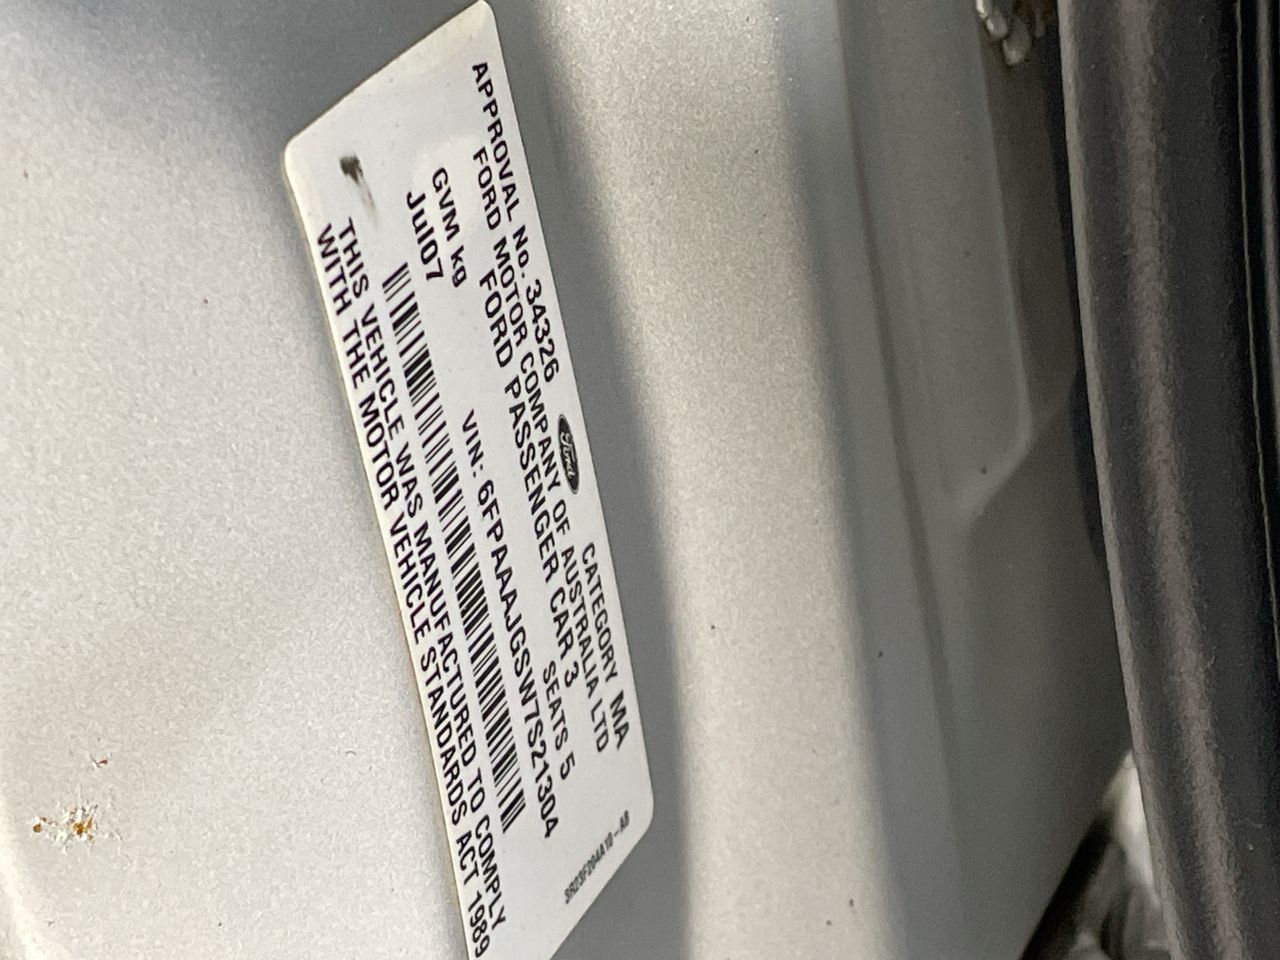 APPROVAL No. 34326 Ford CATEGORY MA
FORD MOTOR COMPANY OF AUSTRALIA LTD
FORD PASSENGER CAR 3
GVM kg SEATS 5
Jul07 VIN: 6FPAAAJGSW7S21304
THIS VEHICLE WAS MANUFACTURED TO COMPLY
WITH THE MOTOR VEHICLE STANDARDS ACT 1989